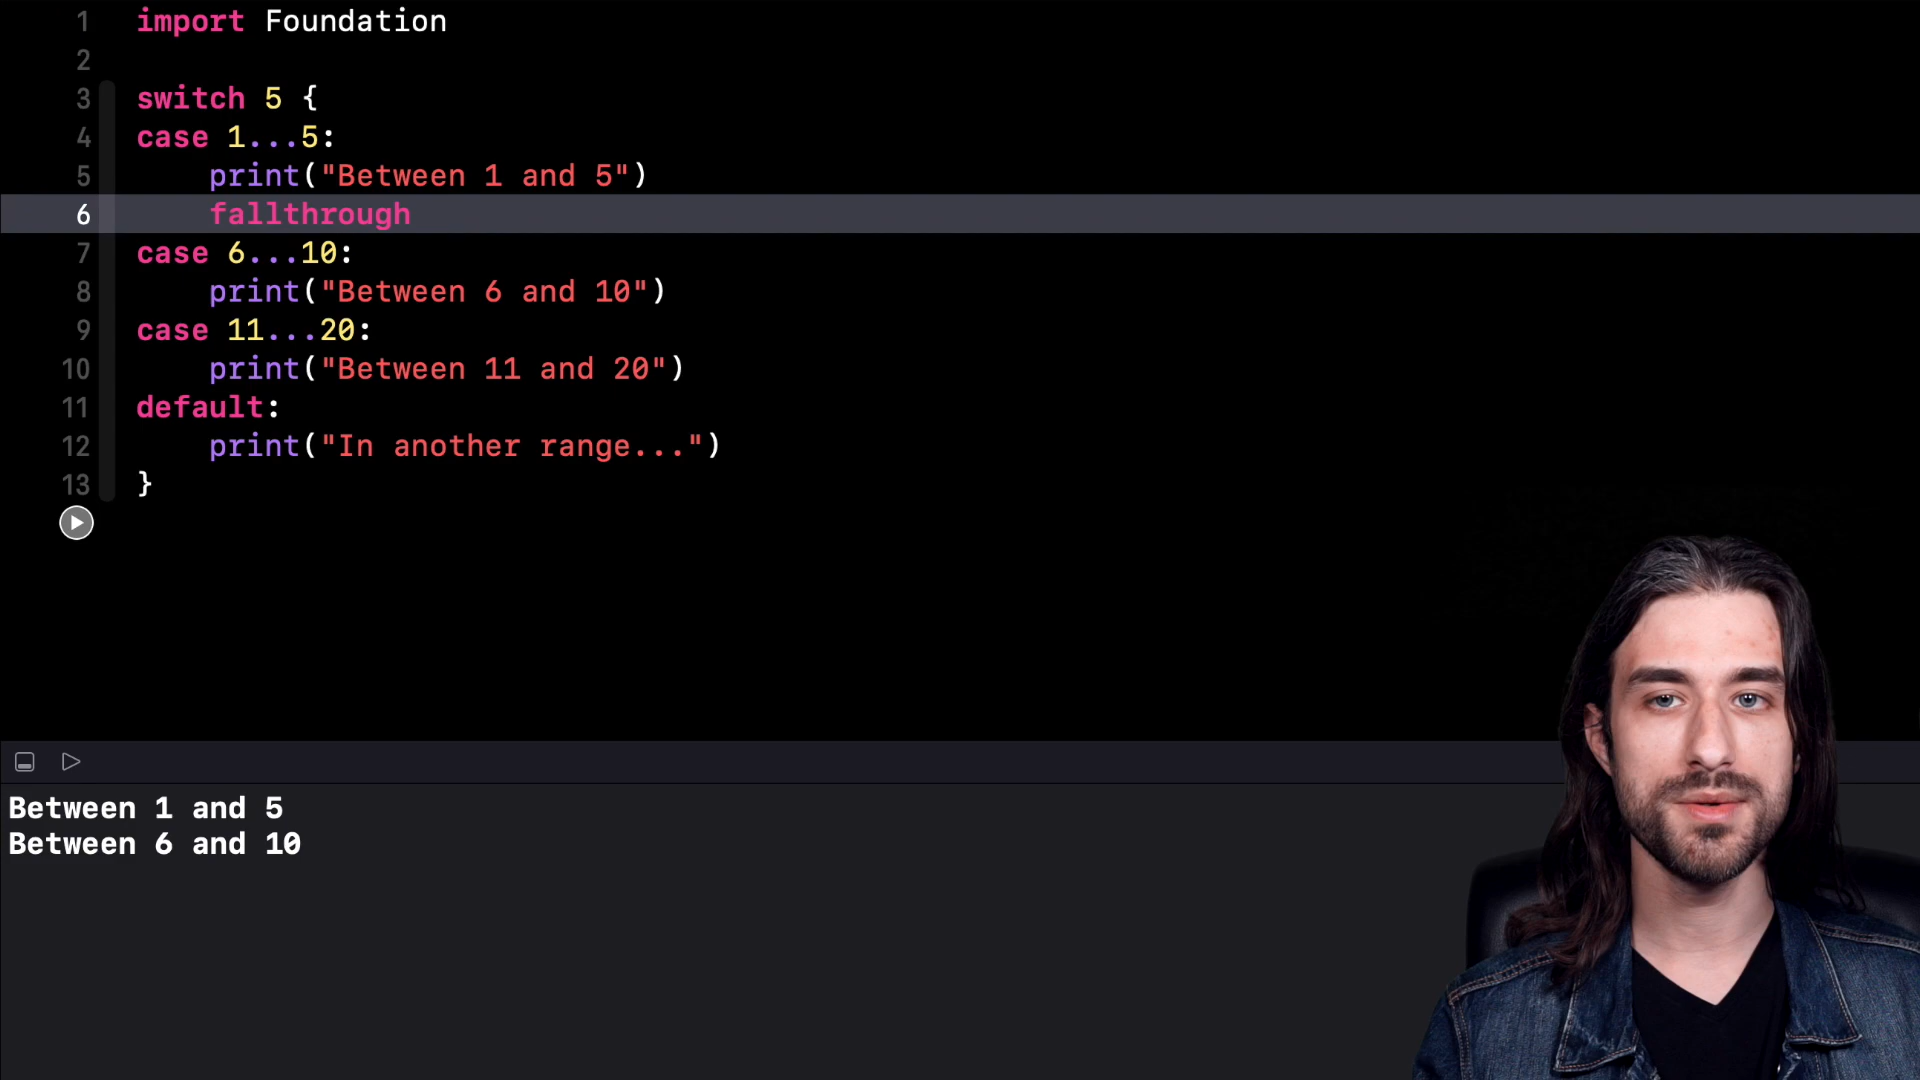 1 import Foundation
2
3 switch 5 {
4 case 1...5:
5     print("Between 1 and 5")
6     fallthrough
7 case 6...10:
8     print("Between 6 and 10")
9 case 11...20:
10     print("Between 11 and 20")
11 default:
12     print("In another range...")
13 }
Between 1 and 5
Between 6 and 10